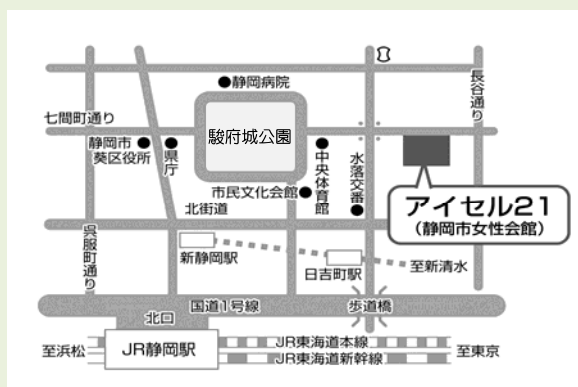 静岡病院
長谷通り
七間町通り
駿府城公園
静岡市
葵区役所
県庁
中央体育館
水落交番
市民文化会館
北街道
アイセル21
(静岡市女性会館)
呉服町通り
新静岡駅
日吉町駅
至新清水
国道1号線
歩道橋
北口
至浜松
JR静岡駅
JR東海道本線
JR東海道新幹線
至東京